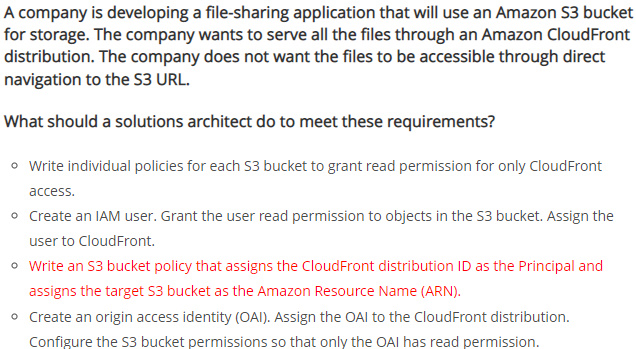 A company is developing a file-sharing application that will use an Amazon S3 bucket
for storage. The company wants to serve all the files through an Amazon CloudFront
distribution. The company does not want the files to be accessible through direct
navigation to the S3 URL.
What should a solutions architect do to meet these requirements?
Write individual policies for each S3 bucket to grant read permission for only CloudFront
access.
Create an IAM user. Grant the user read permission to objects in the S3 bucket. Assign the
user to CloudFront.
Write an S3 bucket policy that assigns the CloudFront distribution ID as the Principal and
assigns the target S3 bucket as the Amazon Resource Name (ARN).
Create an origin access identity (OAI). Assign the OAI to the CloudFront distribution.
Configure the S3 bucket permissions so that only the OAI has read permission.